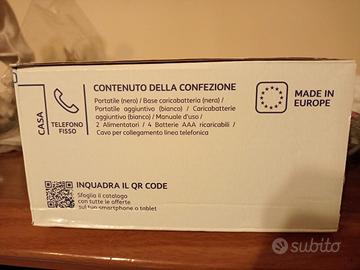 CONTENUTO DELLA CONFEZIONE
Portatile (nero) / Base caricabatteria (nera) /
Portatile aggiuntivo (bianco) / Caricabatterie
aggiuntivo (bianco) / Manuale d'uso /
2 Alimentatori / 4 Batterie AAA ricaricabili /
Cavo per collegamento linea telefonica
CASA
TELEFONO
FISSO
MADE IN
EUROPE
INQUADRA IL QR CODE
Sfoglia il catalogo
con tutte le offerte
sul tuo smartphone o tablet
subito